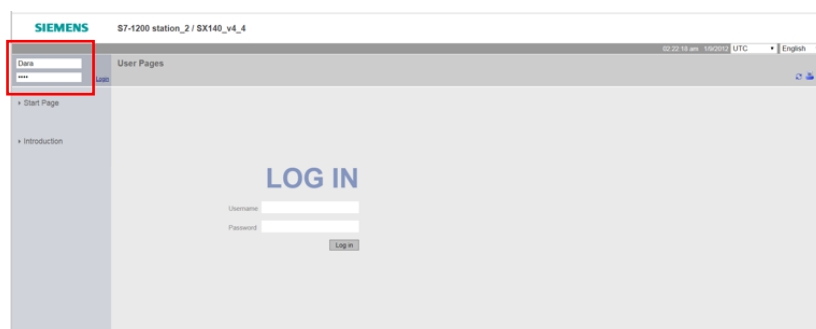 SIEMENS
S7-1200 station_2 / SX140_v4_4
02:22:10 am 1/9/2012 UTC English
Dara
••••
Login
User Pages
Start Page
Introduction
LOG IN
Username
Password
Log in